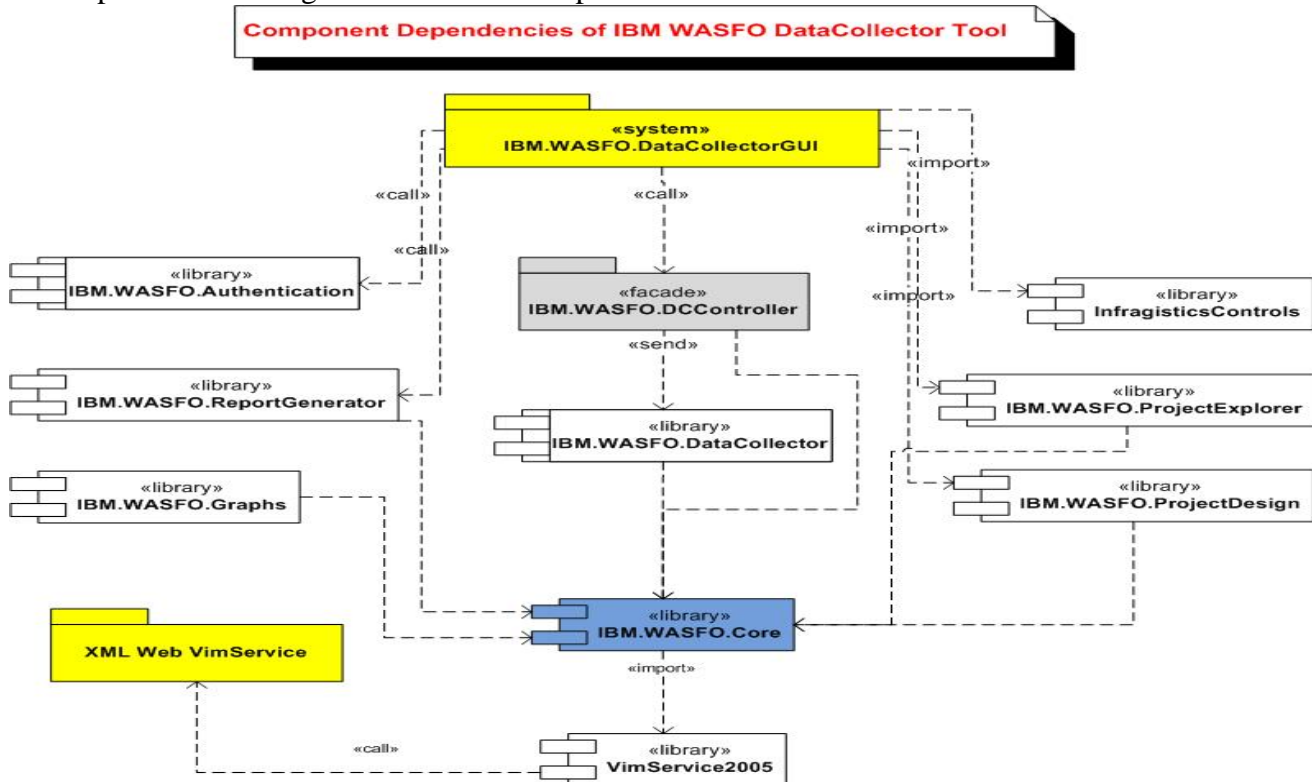 Component Dependencies of IBM WASFO DataCollector Tool
«system»
IBM.WASFO.DataCollectorGUI
«call»
«call»
«call»
«import»
«import»
«import»
«library»
IBM.WASFO.Authentication
«facade»
IBM.WASFO.DCController
«send»
«library»
InfragisticsControls
«library»
IBM.WASFO.ReportGenerator
«library»
IBM.WASFO.DataCollector
«library»
IBM.WASFO.ProjectExplorer
«library»
IBM.WASFO.Graphs
«library»
IBM.WASFO.ProjectDesign
«library»
IBM.WASFO.Core
«import»
XML Web VimService
«call»
«library»
VimService2005